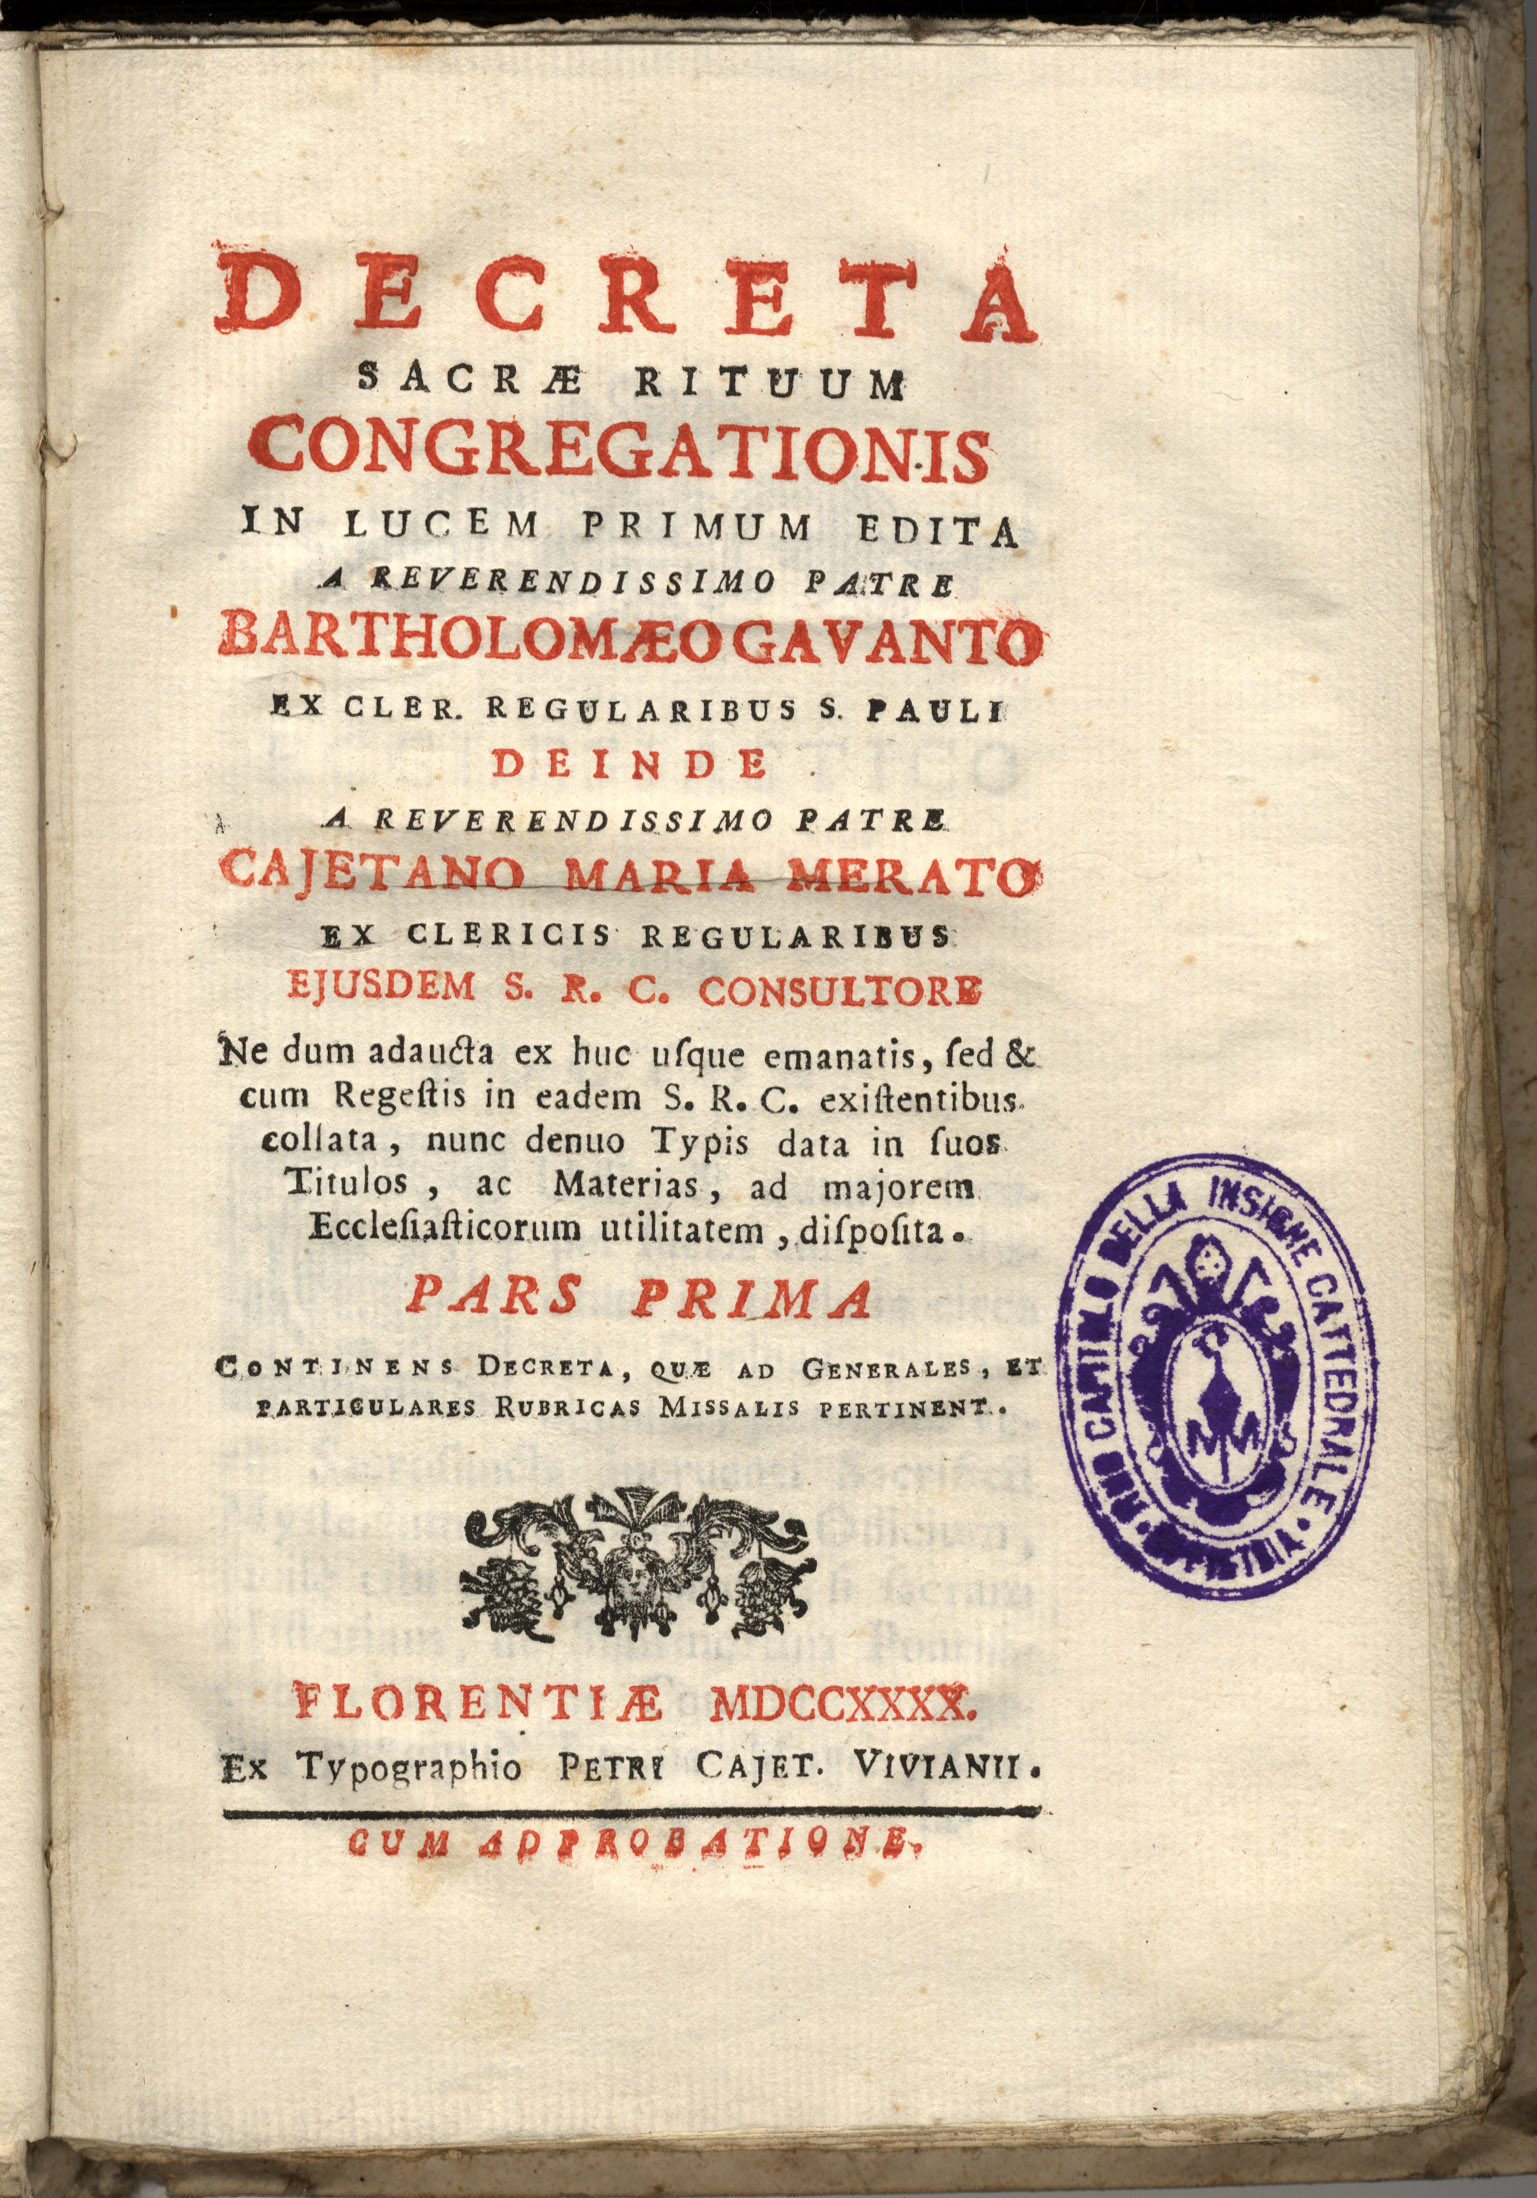 DECRETA
SACRÆ RITUUM
CONGREGATIONIS
IN LUCEM PRIMUM EDITA
A REVERENDISSIMO PATRE
BARTHOLOMÆO GAVANTO
EX CLER. REGULARIBUS S. PAULI
DEINDE
A REVERENDISSIMO PATRE
CAJETANO MARIA MERATO
EX CLERICIS REGULARIBUS
EJUSDEM S. R. C. CONSULTORE
Ne dum adaucta ex huc uſque emanatis, ſed &
cum Regeſtis in eadem S. R. C. exiſtentibus
collata, nunc denuo Typis data in ſuos
Titulos, ac Materias, ad majorem
Eccleſiaſticorum utilitatem, diſpoſita.
PARS PRIMA
CONTINENS DECRETA, QUÆ AD GENERALES, ET
PARTICULARES RUBRICAS MISSALIS PERTINENT.
FLORENTIÆ MDCCXXXX.
Ex Typographio PETRI CAJET. VIVIANII.
CUM ADPROBATIONE.
RMO CAPITOLO DELLA INSIGNE CATTEDRALE
DI PISTOIA